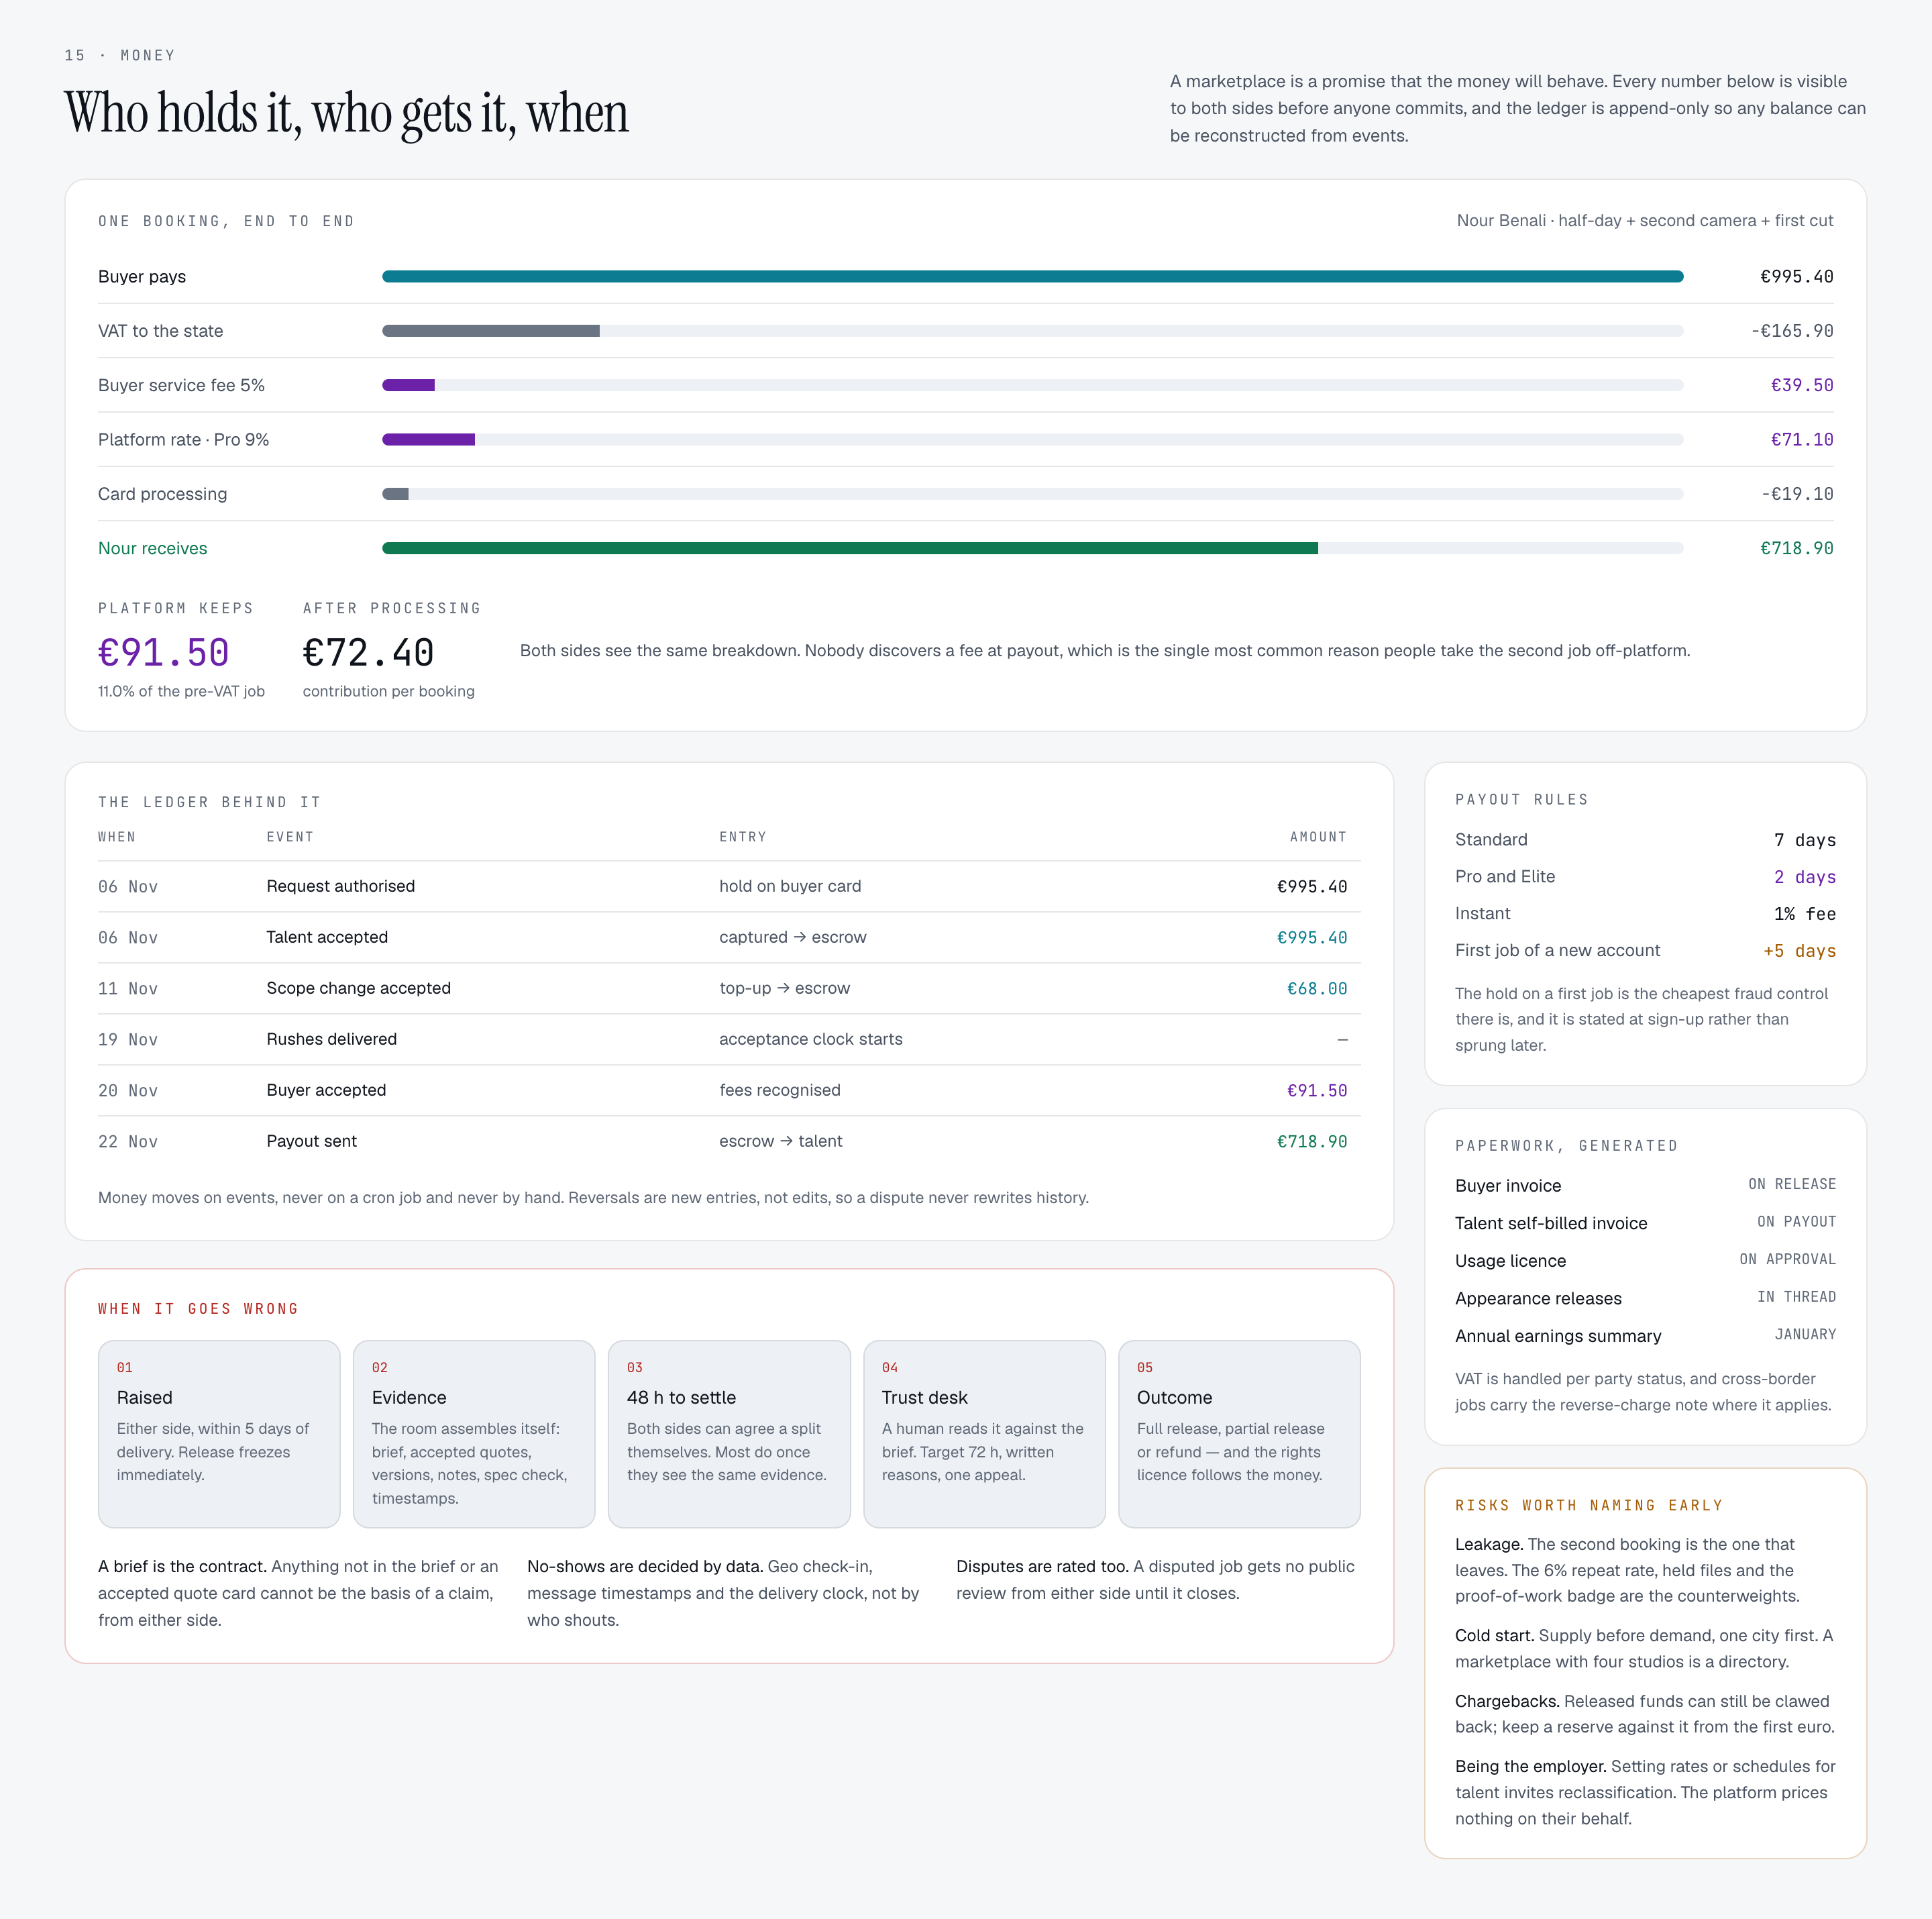 15 · MONEY
Who holds it, who gets it, when
A marketplace is a promise that the money will behave. Every number below is visible
to both sides before anyone commits, and the ledger is append-only so any balance can
be reconstructed from events.
ONE BOOKING, END TO END
Nour Benali · half-day + second camera + first cut
Buyer pays €995.40
VAT to the state -€165.90
Buyer service fee 5% €39.50
Platform rate · Pro 9% €71.10
Card processing -€19.10
Nour receives €718.90
PLATFORM KEEPS
€91.50
11.0% of the pre-VAT job
AFTER PROCESSING
€72.40
contribution per booking
Both sides see the same breakdown. Nobody discovers a fee at payout, which is the single most common reason people take the second job off-platform.
THE LEDGER BEHIND IT
WHEN EVENT ENTRY AMOUNT
06 Nov Request authorised hold on buyer card €995.40
06 Nov Talent accepted captured → escrow €995.40
11 Nov Scope change accepted top-up → escrow €68.00
19 Nov Rushes delivered acceptance clock starts —
20 Nov Buyer accepted fees recognised €91.50
22 Nov Payout sent escrow → talent €718.90
Money moves on events, never on a cron job and never by hand. Reversals are new entries, not edits, so a dispute never rewrites history.
WHEN IT GOES WRONG
01
Raised
Either side, within 5 days of
delivery. Release freezes
immediately.
02
Evidence
The room assembles itself:
brief, accepted quotes,
versions, notes, spec check,
timestamps.
03
48 h to settle
Both sides can agree a split
themselves. Most do once
they see the same evidence.
04
Trust desk
A human reads it against the
brief. Target 72 h, written
reasons, one appeal.
05
Outcome
Full release, partial release
or refund — and the rights
licence follows the money.
A brief is the contract. Anything not in the brief or an
accepted quote card cannot be the basis of a claim,
from either side.
No-shows are decided by data. Geo check-in,
message timestamps and the delivery clock, not by
who shouts.
Disputes are rated too. A disputed job gets no public
review from either side until it closes.
PAYOUT RULES
Standard 7 days
Pro and Elite 2 days
Instant 1% fee
First job of a new account +5 days
The hold on a first job is the cheapest fraud control
there is, and it is stated at sign-up rather than
sprung later.
PAPERWORK, GENERATED
Buyer invoice ON RELEASE
Talent self-billed invoice ON PAYOUT
Usage licence ON APPROVAL
Appearance releases IN THREAD
Annual earnings summary JANUARY
VAT is handled per party status, and cross-border
jobs carry the reverse-charge note where it applies.
RISKS WORTH NAMING EARLY
Leakage. The second booking is the one that
leaves. The 6% repeat rate, held files and the
proof-of-work badge are the counterweights.
Cold start. Supply before demand, one city first. A
marketplace with four studios is a directory.
Chargebacks. Released funds can still be clawed
back; keep a reserve against it from the first euro.
Being the employer. Setting rates or schedules for
talent invites reclassification. The platform prices
nothing on their behalf.